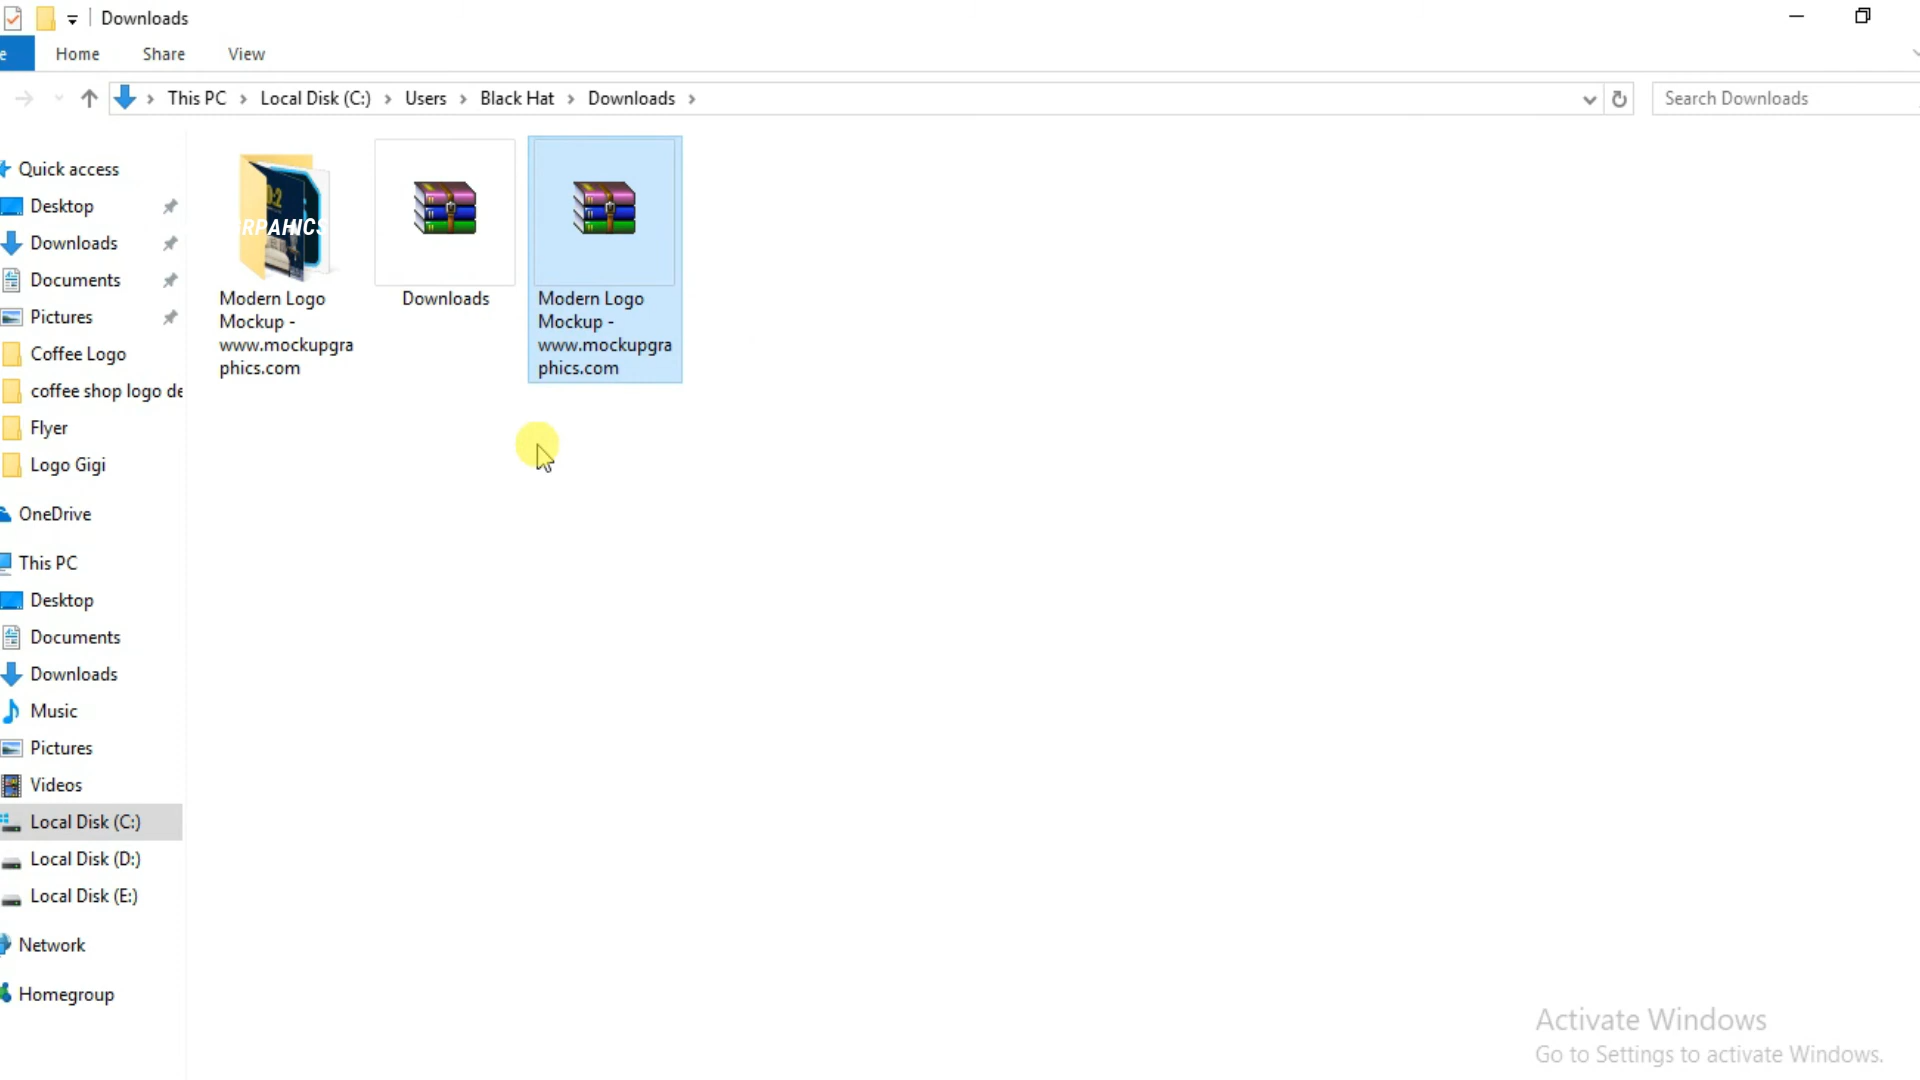 Downloads
e Home Share View
This PC Local Disk (C:) Users Black Hat Downloads
Search Downloads
Quick access
Desktop
Downloads
Documents
Pictures
Coffee Logo
coffee shop logo de
Flyer
Logo Gigi
OneDrive
This PC
Desktop
Documents
Downloads
Music
Pictures
Videos
Local Disk (C:)
Local Disk (D:)
Local Disk (E:)
Network
Homegroup
RPAHICS
Modern Logo
Mockup -
www.mockupgra
phics.com
Downloads
Modern Logo
Mockup -
www.mockupgra
phics.com
Activate Windows
Go to Settings to activate Windows.